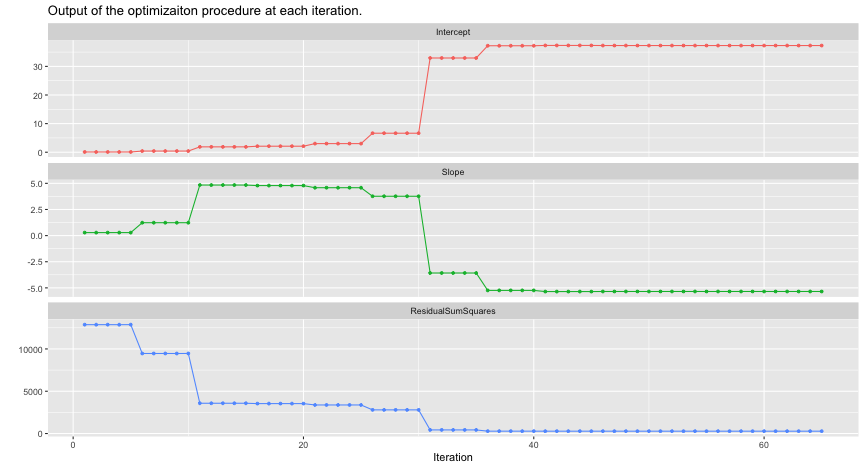 Output of the optimizaiton procedure at each iteration.
Intercept
30
20
10
0
Slope
5.0
2.5
0.0
-2.5
-5.0
ResidualSumSquares
10000
5000
0
0 20 40 60
Iteration